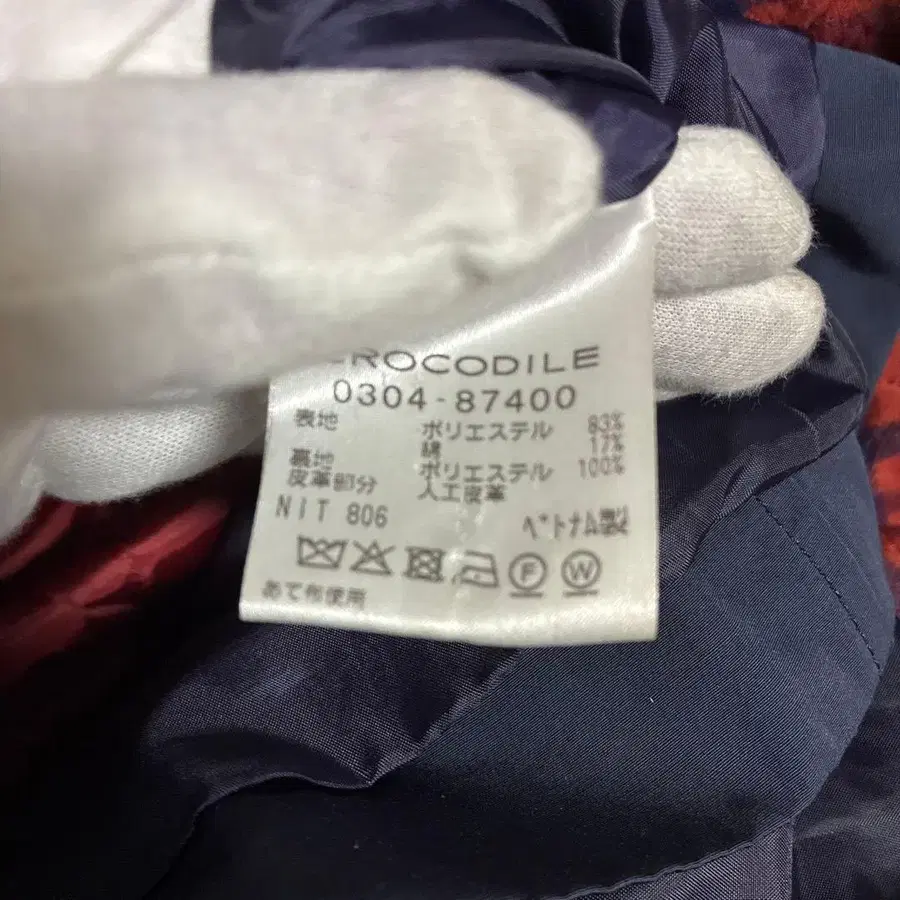 CROCODILE
0304-87400
表地 ポリエステル 83%
綿 17%
裏地 ポリエステル 100%
皮革部分 人工皮革
NIT 806 ベトナム製
F W
あて布使用